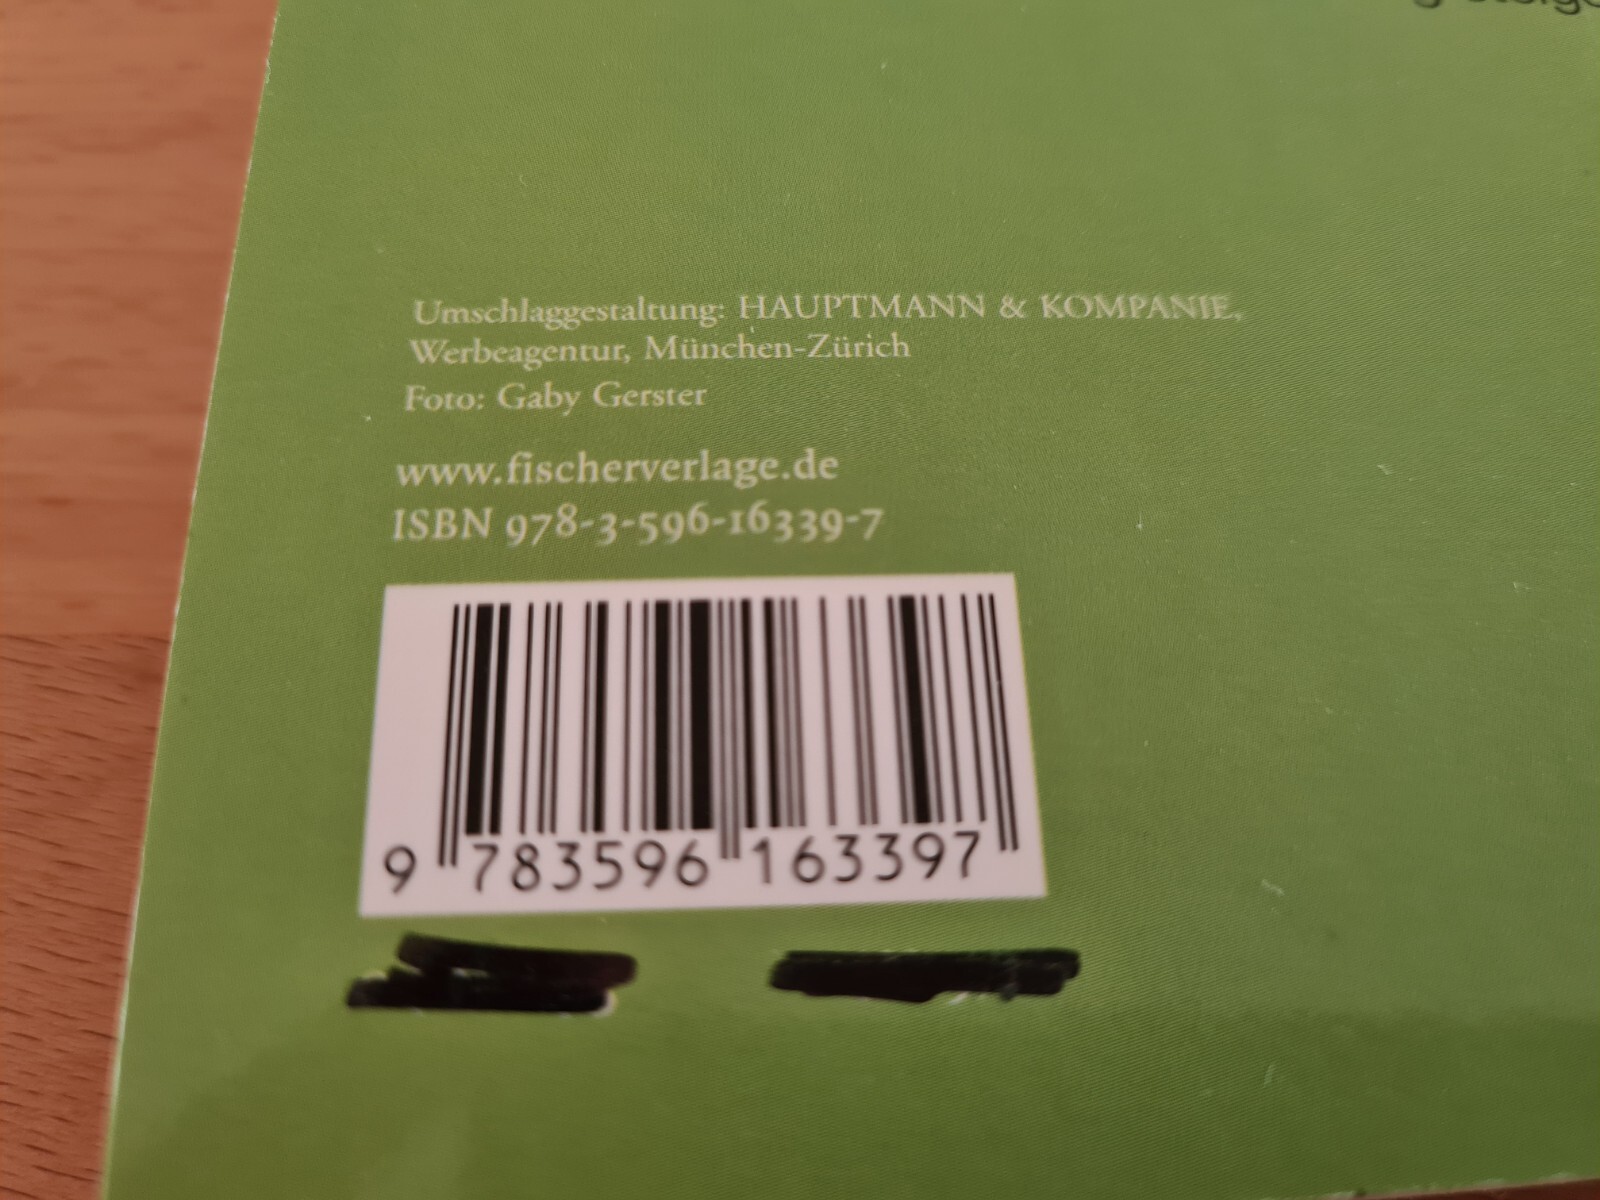 Umschlaggestaltung: HAUPTMANN & KOMPANIE,
Werbeagentur, München-Zürich
Foto: Gaby Gerster
www.fischerverlage.de
ISBN 978-3-596-16339-7
9 783596 163397